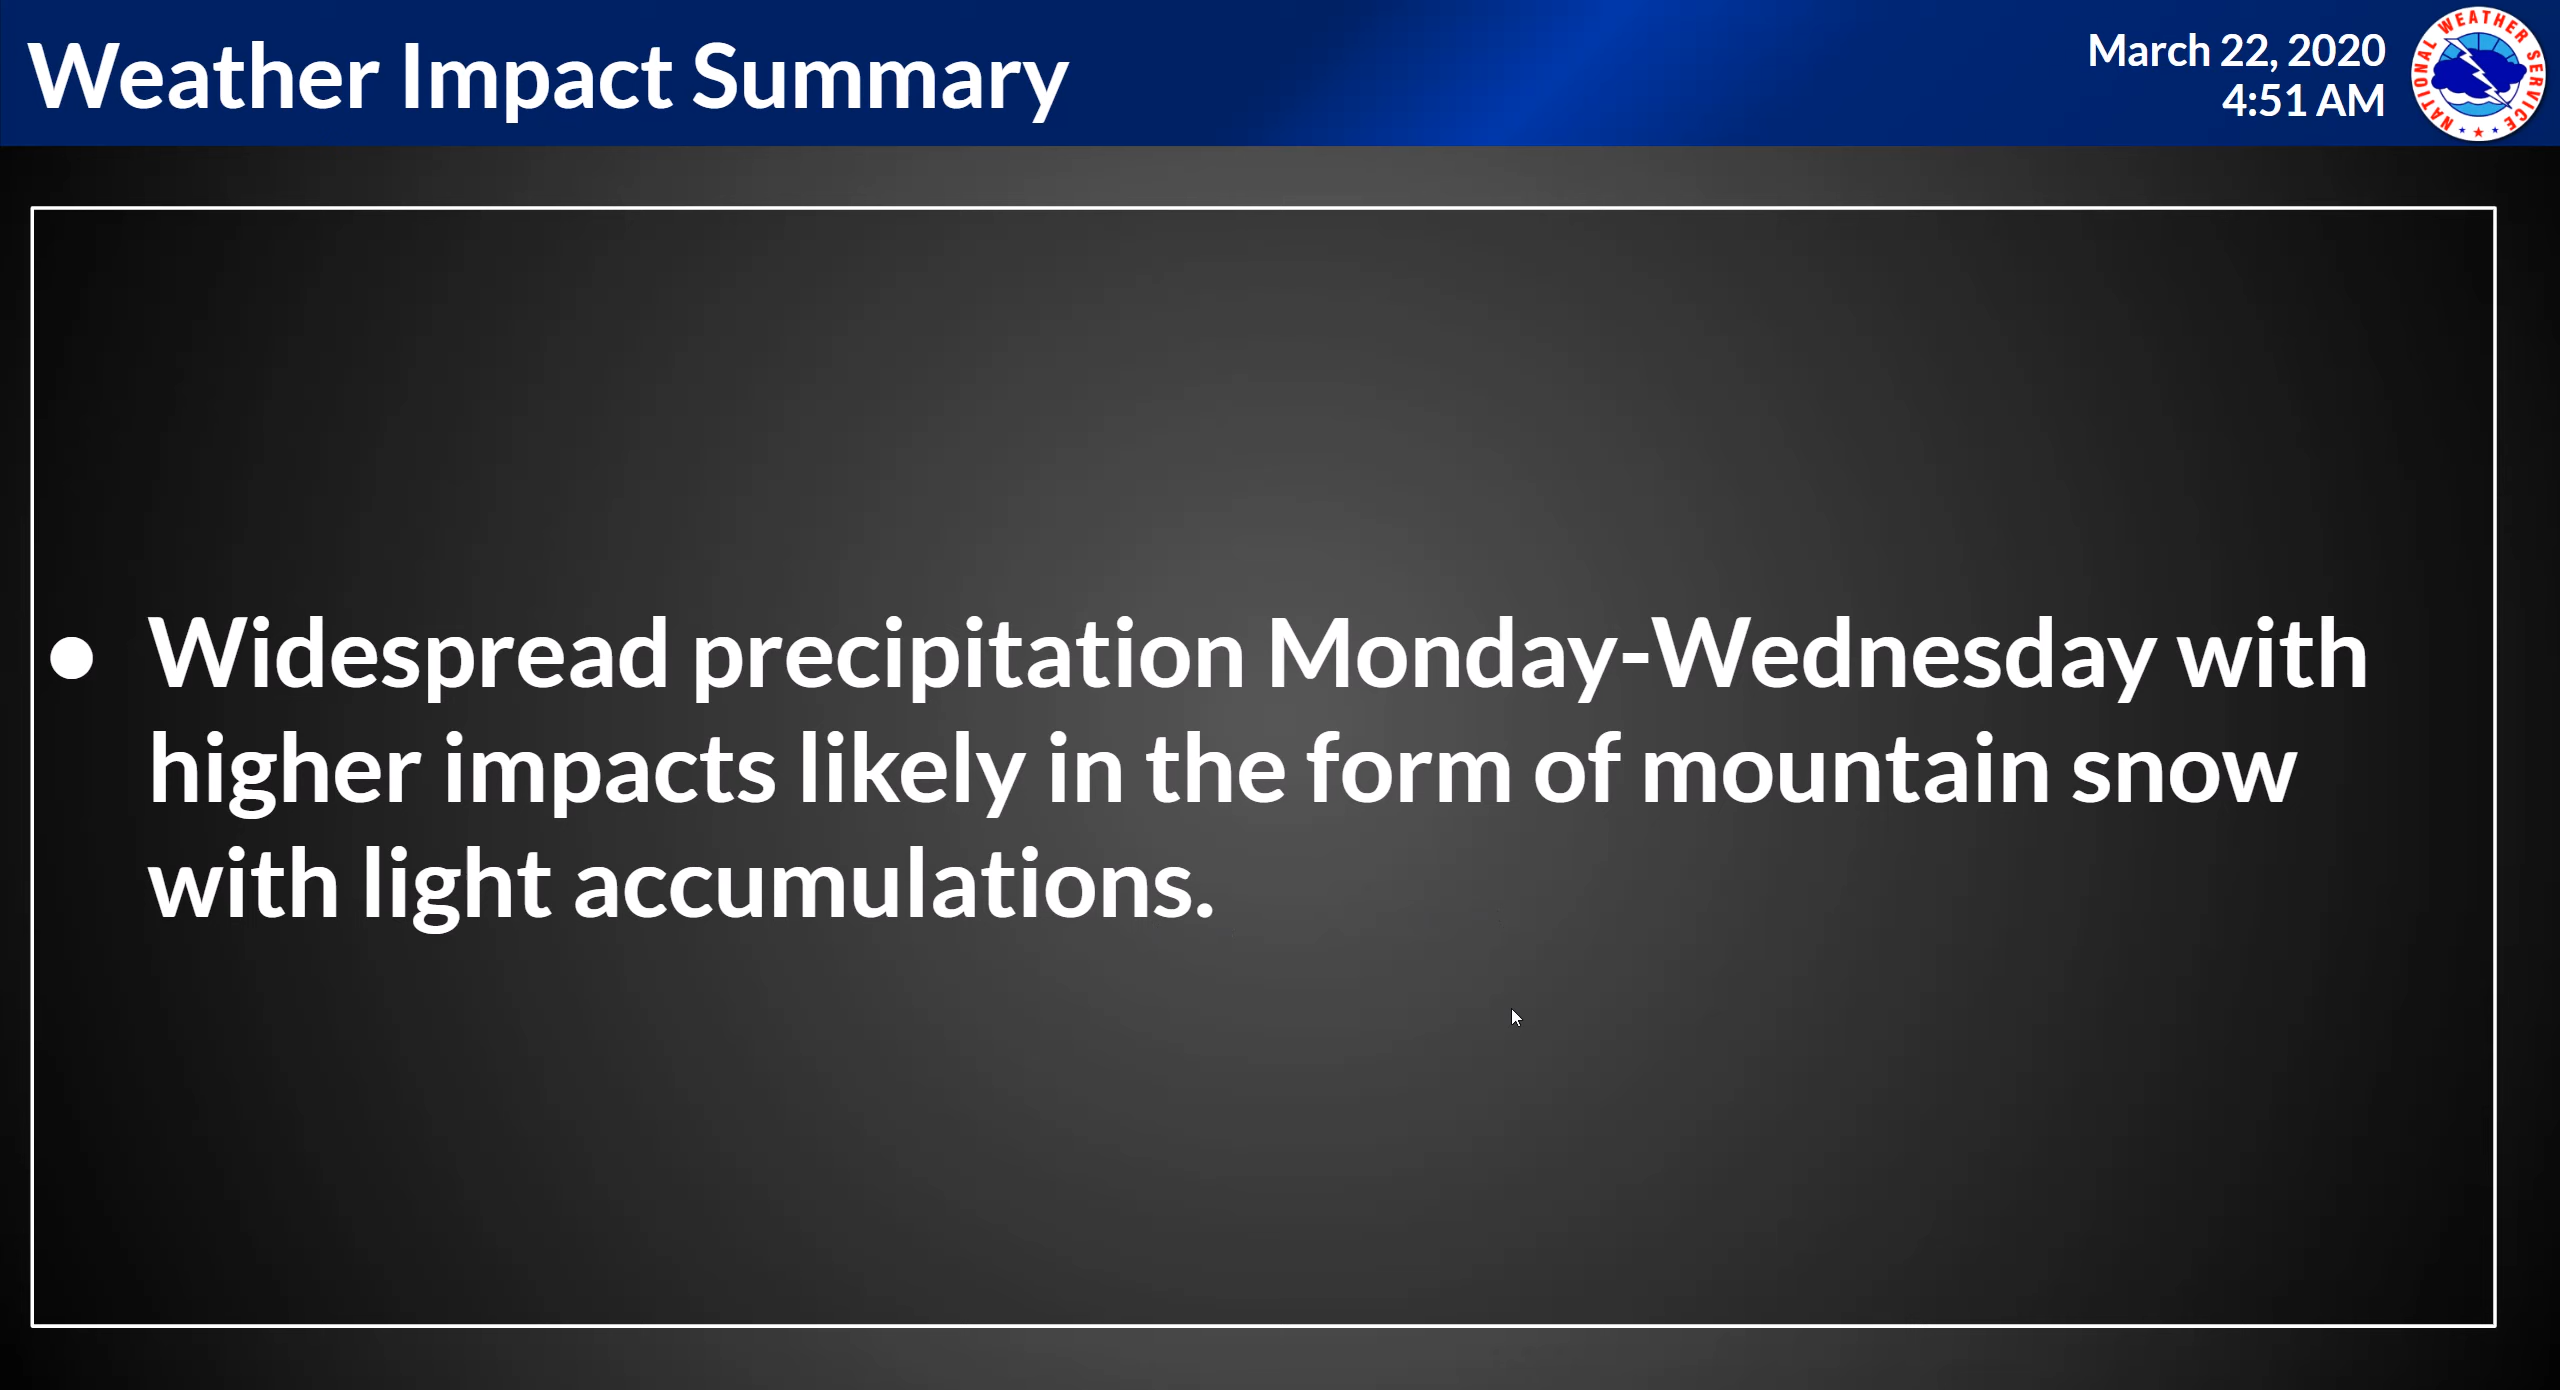 Weather Impact Summary
March 22, 2020
4:51 AM
NATIONAL WEATHER SERVICE
● Widespread precipitation Monday-Wednesday with
higher impacts likely in the form of mountain snow
with light accumulations.